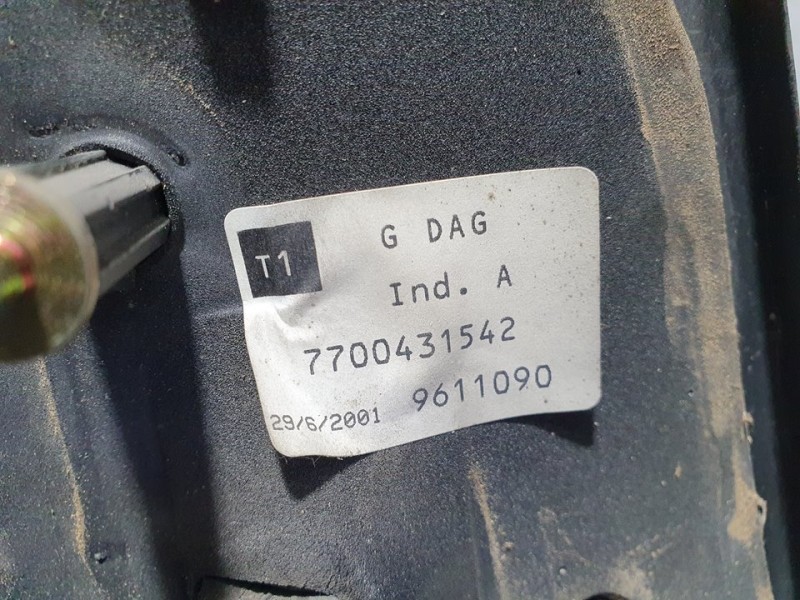 G DAG
T1
Ind. A
7700431542
29/6/2001 9611090